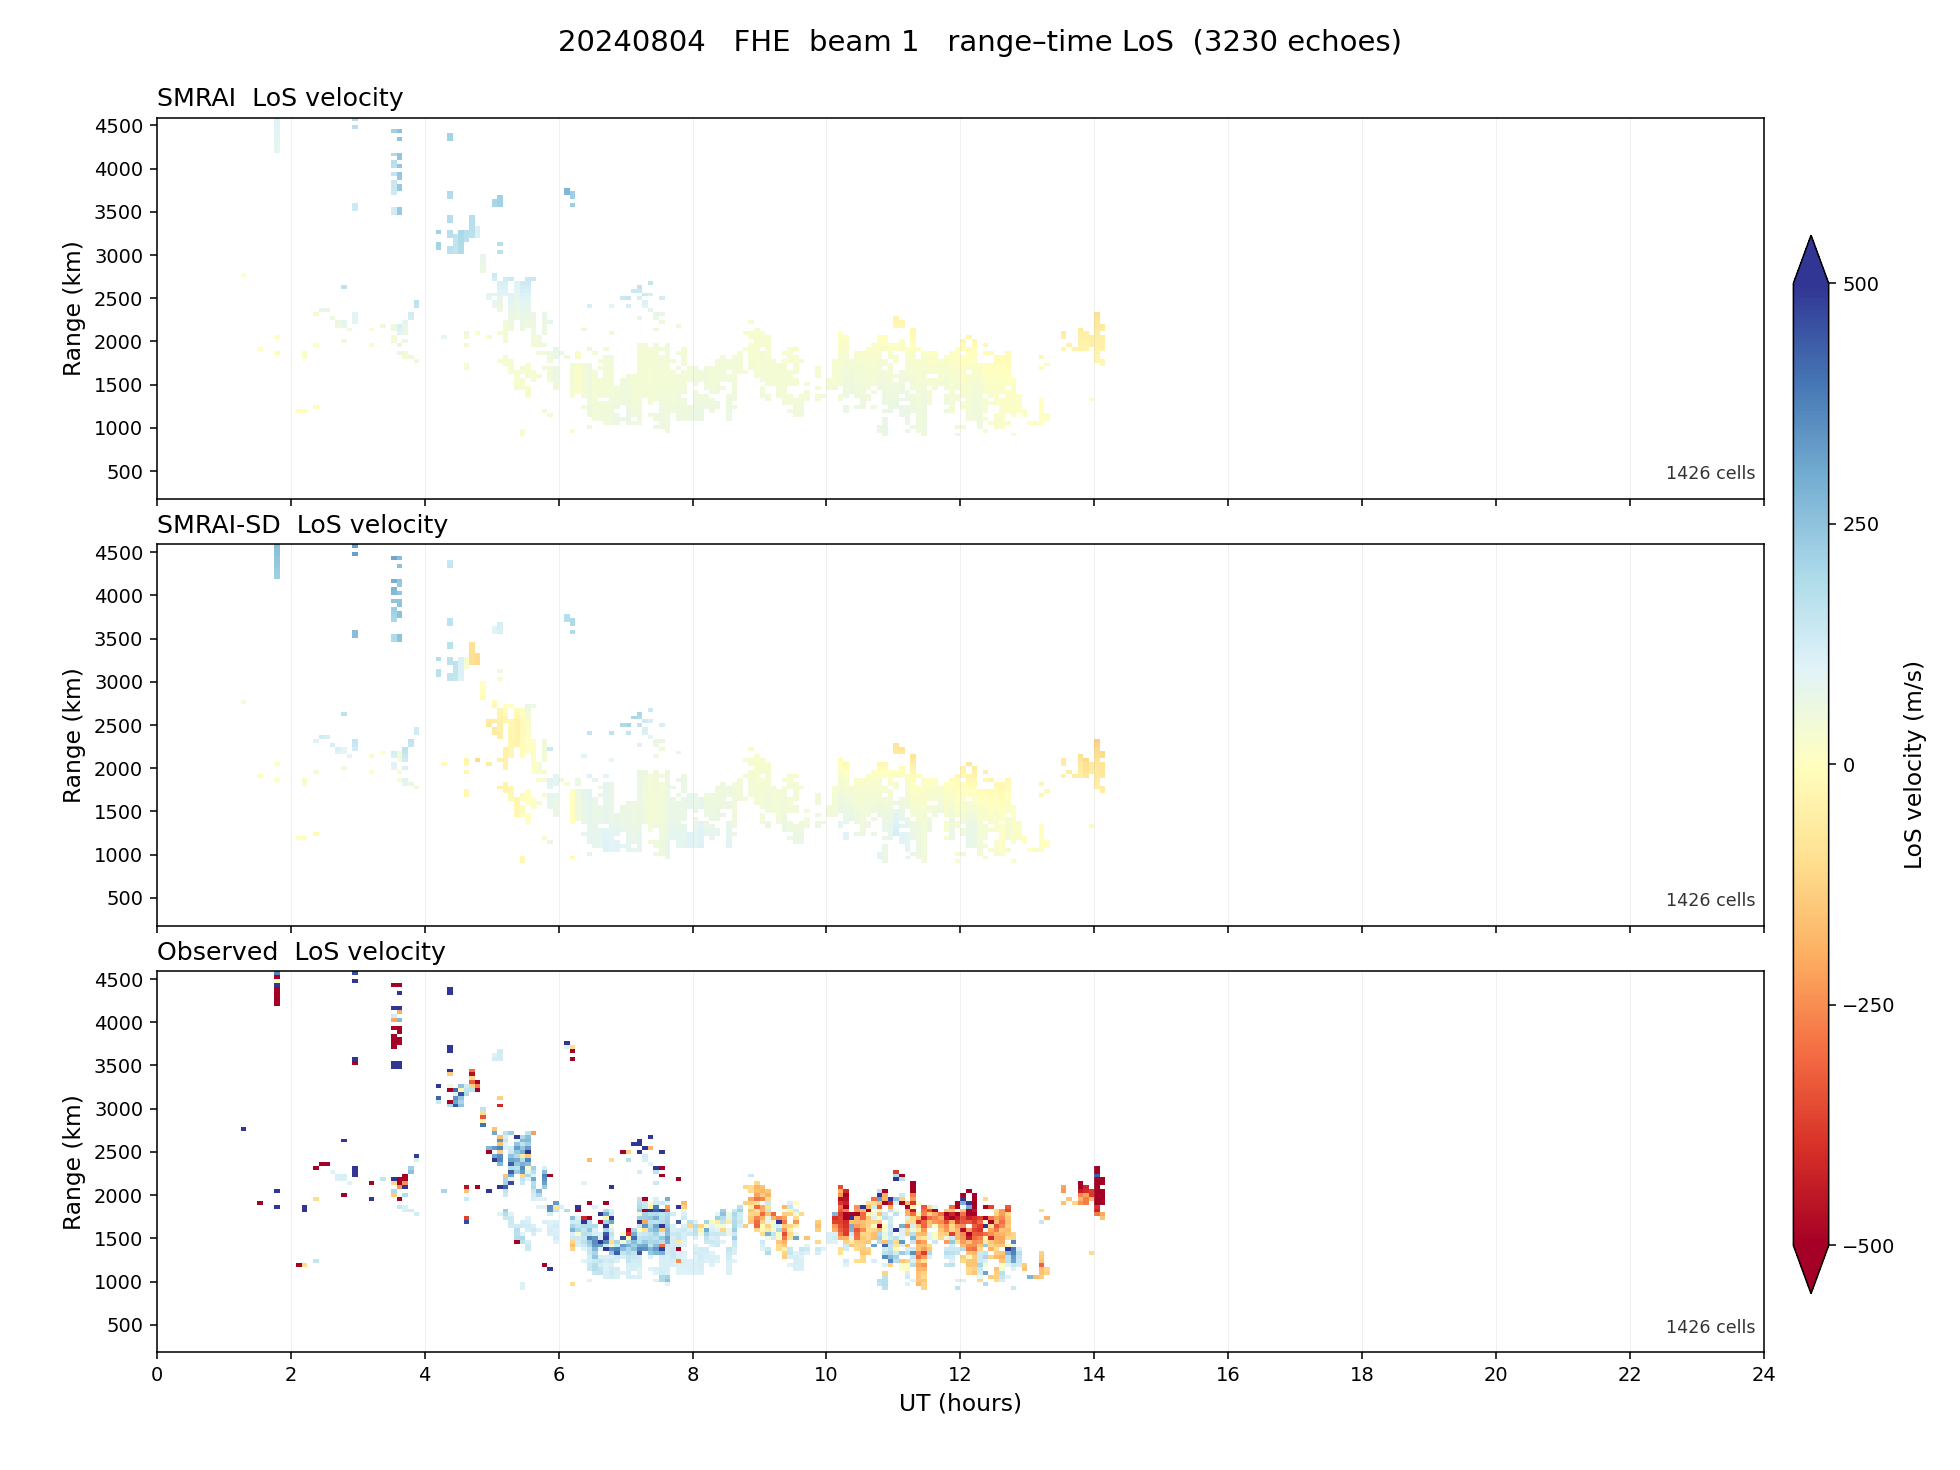 20240804   FHE  beam 1   range–time LoS  (3230 echoes)
SMRAI  LoS velocity
4500
4000
3500
3000
2500
2000
1500
1000
500
Range (km)
1426 cells
SMRAI-SD  LoS velocity
4500
4000
3500
3000
2500
2000
1500
1000
500
Range (km)
1426 cells
Observed  LoS velocity
4500
4000
3500
3000
2500
2000
1500
1000
500
Range (km)
1426 cells
0 2 4 6 8 10 12 14 16 18 20 22 24
UT (hours)
500
250
0
−250
−500
LoS velocity (m/s)